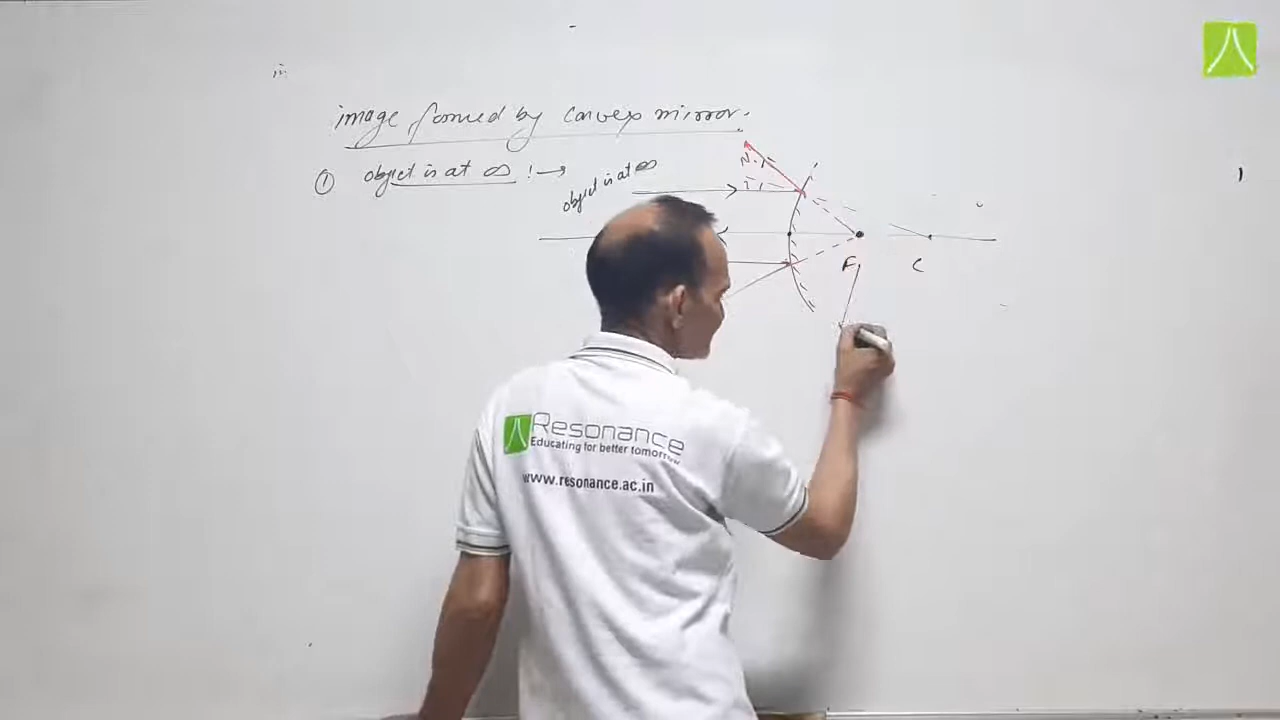 image formed by convex mirror.
① object is at ∞ :→
object is at ∞
N.
F
C
Resonance
Educating for better tomorrow
www.resonance.ac.in